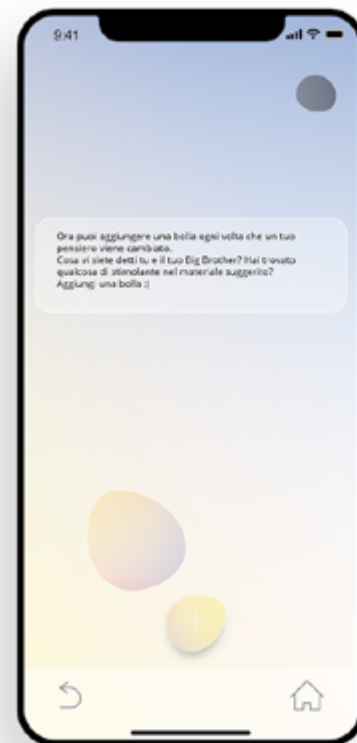 9:41
Ora puoi aggiungere una bolla ogni volta che un tuo
pensiero viene cambiato.
Cosa vi siete detti tu e il tuo Big Brother? Hai trovato
qualcosa di stimolante nel materiale suggerito?
Aggiungi una bolla :)